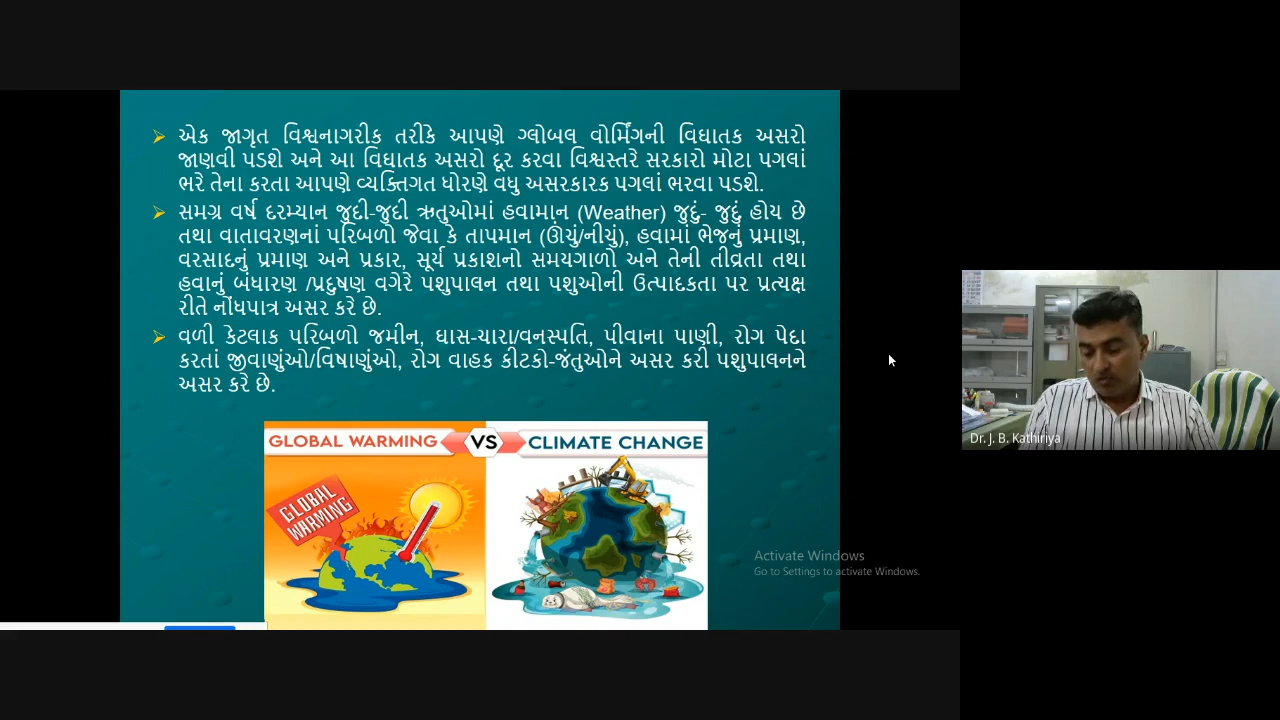 એક જાગૃત વિશ્વનાગરીક તરીકે આપણે ગ્લોબલ વોર્મિંગની વિઘાતક અસરો
જાણવી પડશે અને આ વિઘાતક અસરો દૂર કરવા વિશ્વસ્તરે સરકારો મોટા પગલાં
ભરે તેના કરતા આપણે વ્યક્તિગત ધોરણે વધુ અસરકારક પગલાં ભરવા પડશે.
સમગ્ર વર્ષ દરમ્યાન જુદી-જુદી ઋતુઓમાં હવામાન (Weather) જુદું- જુદું હોય છે
તથા વાતાવરણનાં પરિબળો જેવા કે તાપમાન (ઊંચું/નીચું), હવામાં ભેજનું પ્રમાણ,
વરસાદનું પ્રમાણ અને પ્રકાર, સૂર્ય પ્રકાશનો સમયગાળો અને તેની તીવ્રતા તથા
હવાનું બંધારણ /પ્રદુષણ વગેરે પશુપાલન તથા પશુઓની ઉત્પાદકતા પર પ્રત્યક્ષ
રીતે નોંધપાત્ર અસર કરે છે.
વળી કેટલાક પરિબળો જમીન, ઘાસ-ચારા/વનસ્પતિ, પીવાના પાણી, રોગ પેદા
કરતાં જીવાણુંઓ/વિષાણુંઓ, રોગ વાહક કીટકો-જંતુઓને અસર કરી પશુપાલનને
અસર કરે છે.
GLOBAL WARMING VS CLIMATE CHANGE
GLOBAL
WARMING
Activate Windows
Go to Settings to activate Windows.
Dr. J. B. Kathiriya